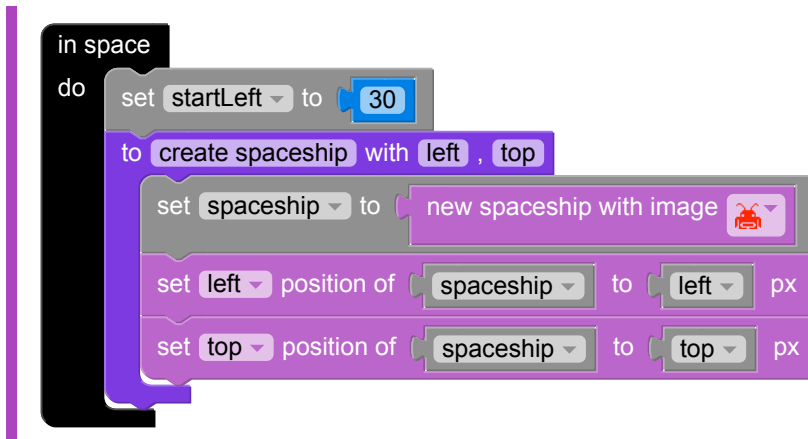 in space
do
set startLeft to 30
to create spaceship with left , top
set spaceship to new spaceship with image
set left position of spaceship to left px
set top position of spaceship to top px